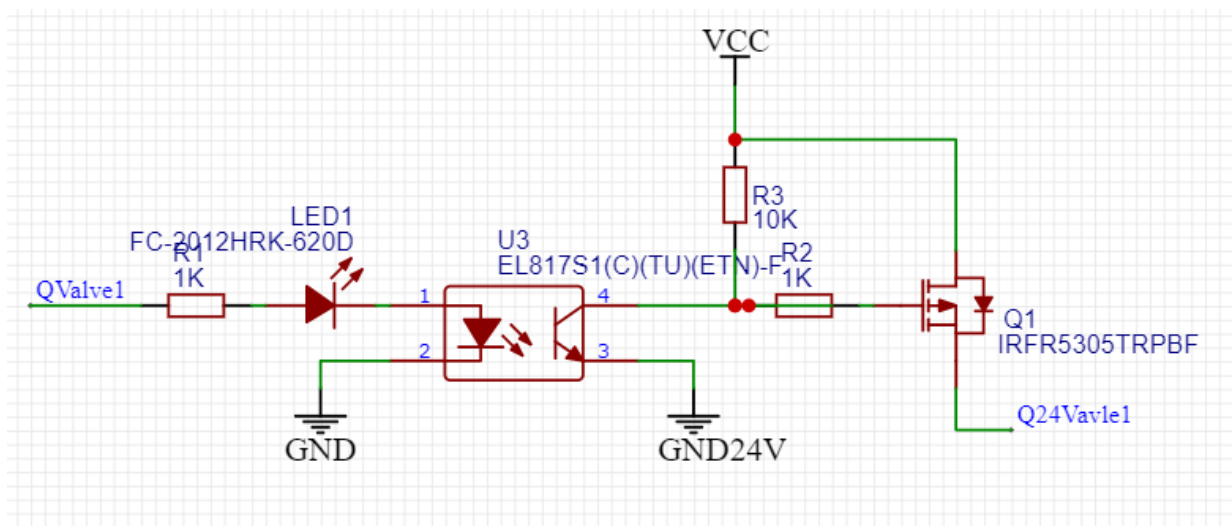 VCC
R3
10K
LED1
FC-2012HRK-620D
R1
1K
U3
EL817S1(C)(TU)(ETN)-F
R2
1K
QValve1
1
4
2
3
Q1
IRFR5305TRPBF
Q24Vavle1
GND
GND24V